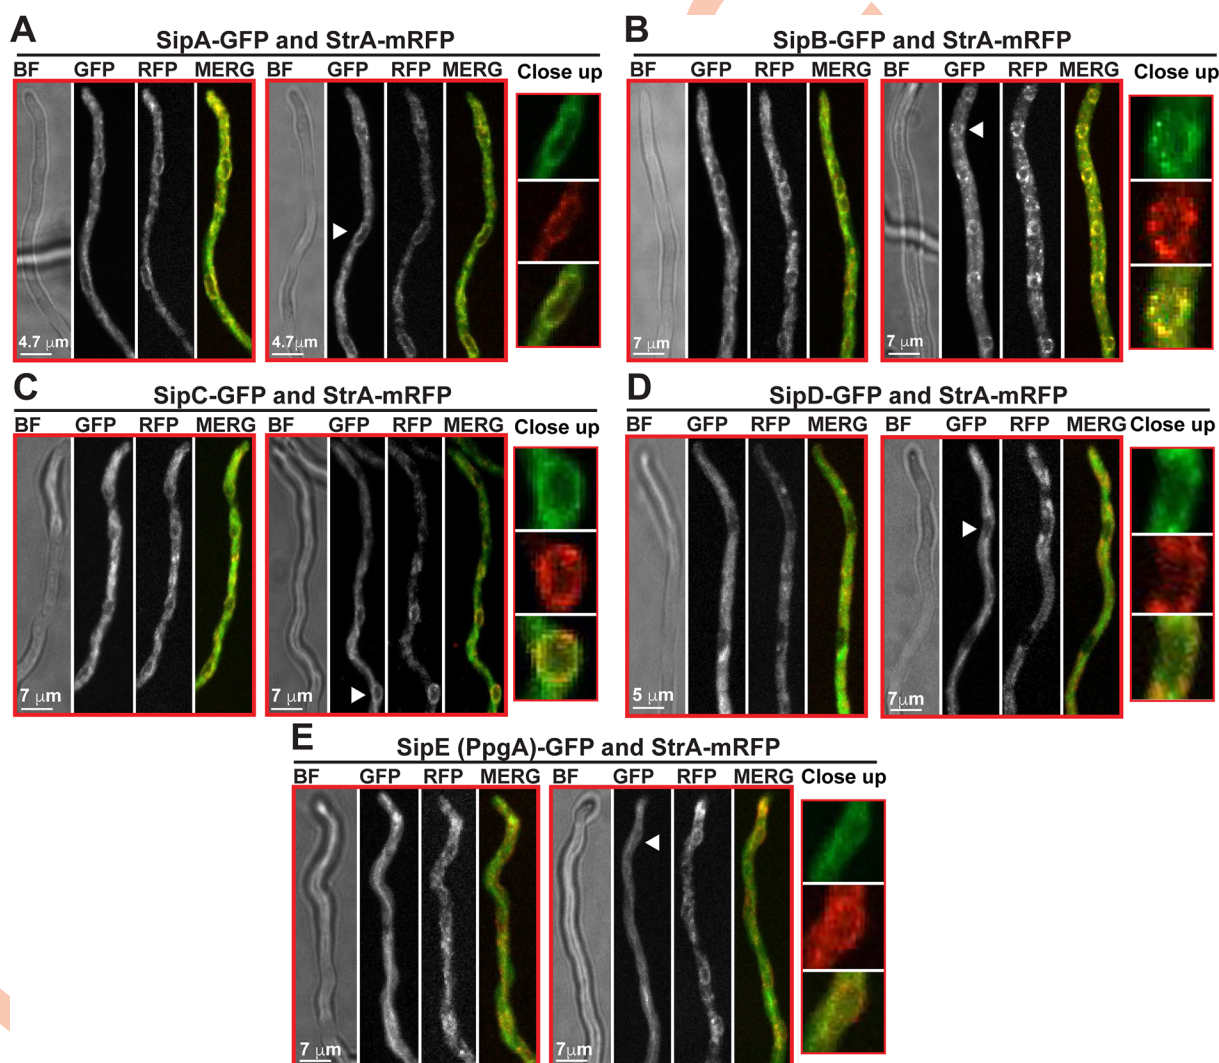 A
SipA-GFP and StrA-mRFP
BF GFP RFP MERG BF GFP RFP MERG Close up
4.7 μm 4.7 μm
B
SipB-GFP and StrA-mRFP
BF GFP RFP MERG BF GFP RFP MERG Close up
7 μm 7 μm
C
SipC-GFP and StrA-mRFP
BF GFP RFP MERG BF GFP RFP MERG Close up
7 μm 7 μm
D
SipD-GFP and StrA-mRFP
BF GFP RFP MERG BF GFP RFP MERG Close up
5 μm 7 μm
E
SipE (PpgA)-GFP and StrA-mRFP
BF GFP RFP MERG BF GFP RFP MERG Close up
7 μm 7μm